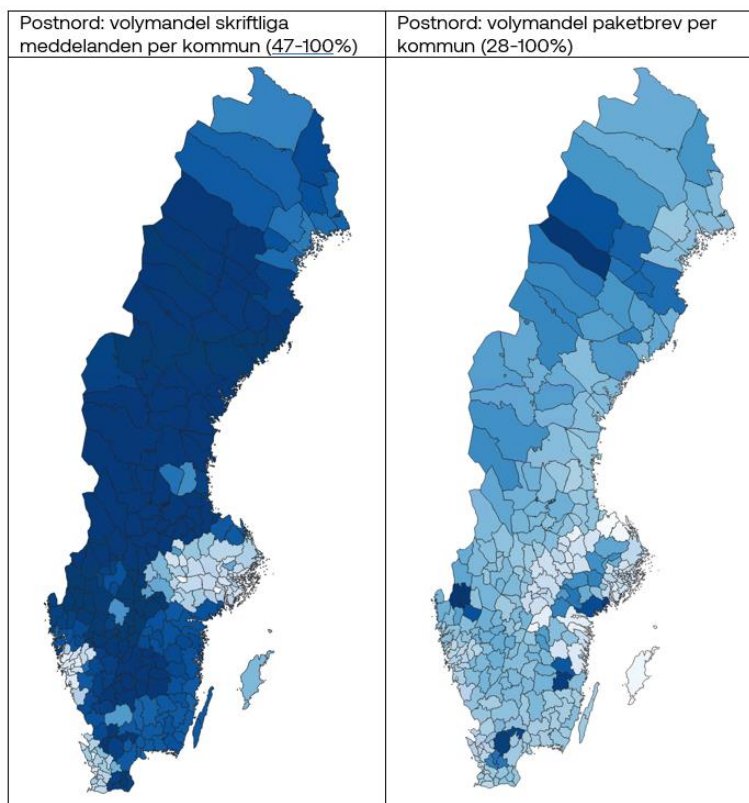 Postnord: volymandel skriftliga
meddelanden per kommun (47-100%)
Postnord: volymandel paketbrev per
kommun (28-100%)